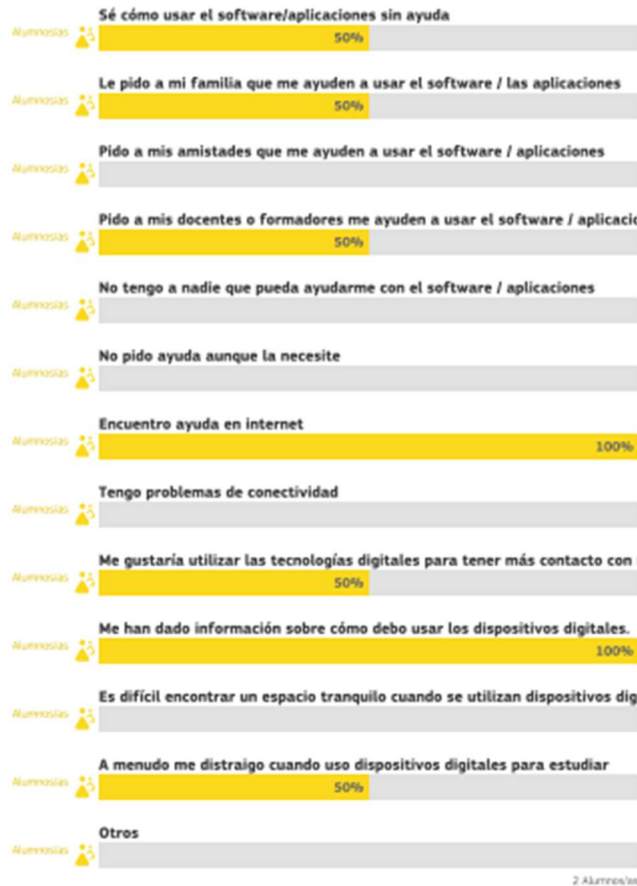 Sé cómo usar el software/aplicaciones sin ayuda
Alumnos/as
50%
Le pido a mi familia que me ayuden a usar el software / las aplicaciones
Alumnos/as
50%
Pido a mis amistades que me ayuden a usar el software / aplicaciones
Alumnos/as
Pido a mis docentes o formadores me ayuden a usar el software / aplicacio
Alumnos/as
50%
No tengo a nadie que pueda ayudarme con el software / aplicaciones
Alumnos/as
No pido ayuda aunque la necesite
Alumnos/as
Encuentro ayuda en internet
Alumnos/as
100%
Tengo problemas de conectividad
Alumnos/as
Me gustaría utilizar las tecnologías digitales para tener más contacto con
Alumnos/as
50%
Me han dado información sobre cómo debo usar los dispositivos digitales.
Alumnos/as
100%
Es difícil encontrar un espacio tranquilo cuando se utilizan dispositivos dig
Alumnos/as
A menudo me distraigo cuando uso dispositivos digitales para estudiar
Alumnos/as
50%
Otros
Alumnos/as
2 Alumnos/as